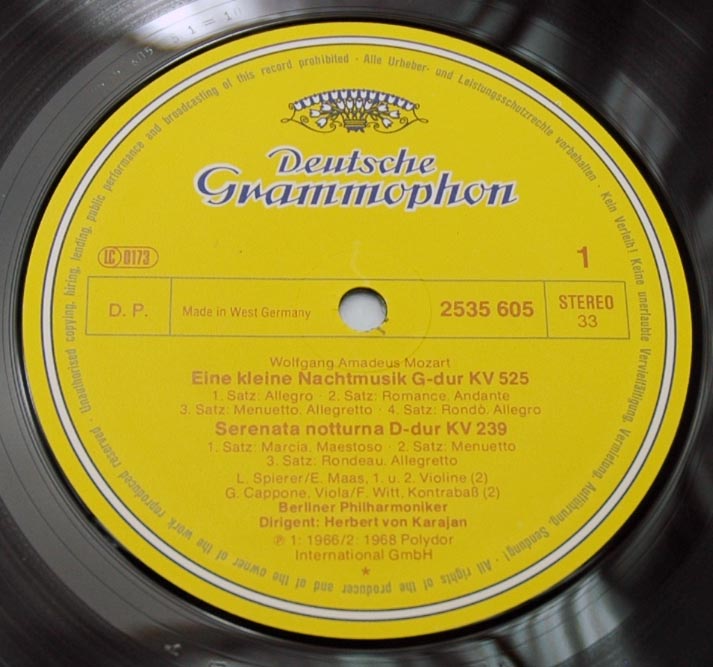 Deutsche
Grammophon
LC 0173
1
D. P.
Made in West Germany
2535 605
STEREO
33
Wolfgang Amadeus Mozart
Eine kleine Nachtmusik G-dur KV 525
1. Satz: Allegro · 2. Satz: Romance, Andante
3. Satz: Menuetto, Allegretto · 4. Satz: Rondò, Allegro
Serenata notturna D-dur KV 239
1. Satz: Marcia, Maestoso · 2. Satz: Menuetto
3. Satz: Rondeau, Allegretto
L. Spierer/E. Maas, 1. u. 2. Violine (2)
G. Cappone, Viola/F. Witt, Kontrabaß (2)
Berliner Philharmoniker
Dirigent: Herbert von Karajan
℗ 1: 1966/2: 1968 Polydor
International GmbH
*
Alle Urheber- und Leistungsschutzrechte vorbehalten · Kein Verleih! Keine unerlaubte Vervielfältigung, Vermietung, Aufführung, Sendung! · All rights of the producer and of the owner of the work reproduced reserved · Unauthorised copying, hiring, lending, public performance and broadcasting of this record prohibited ·